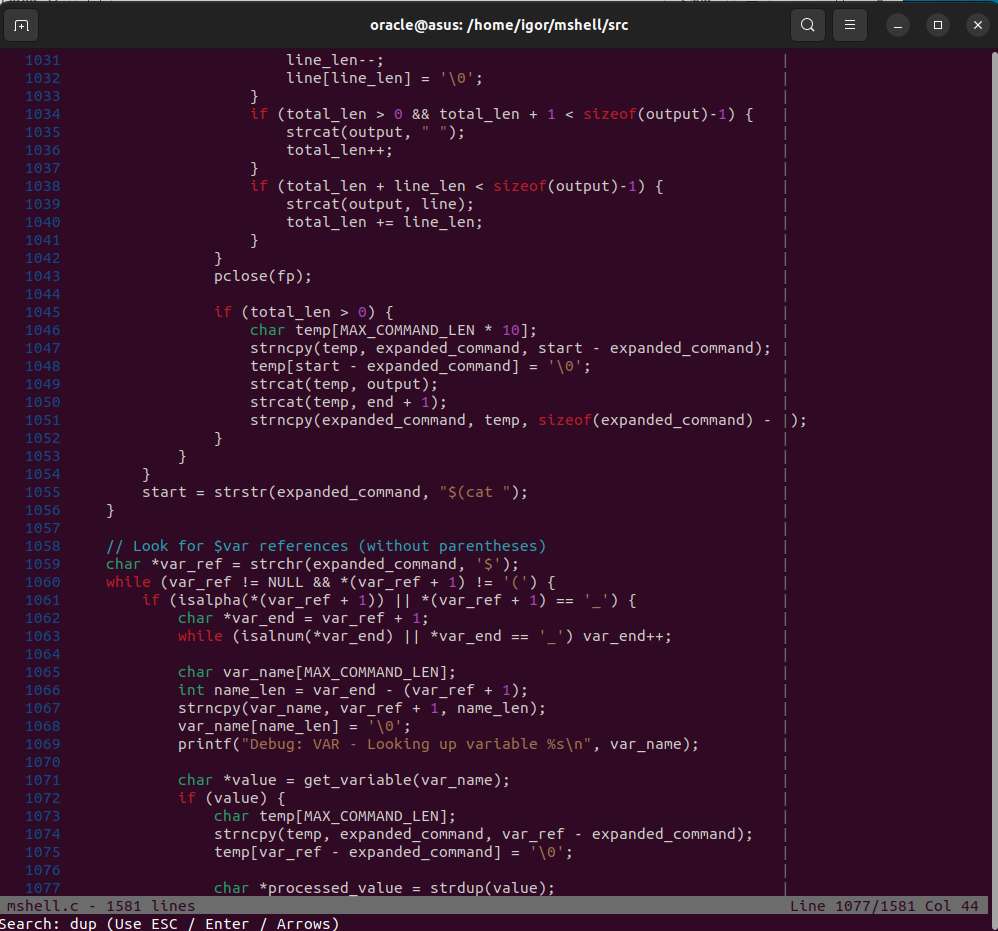 oracle@asus: /home/igor/mshell/src
1031                         line_len--;
1032                         line[line_len] = '\0';
1033                     }
1034                     if (total_len > 0 && total_len + 1 < sizeof(output)-1) {   |
1035                         strcat(output, " ");
1036                         total_len++;
1037                     }
1038                     if (total_len + line_len < sizeof(output)-1) {
1039                         strcat(output, line);
1040                         total_len += line_len;
1041                     }
1042                 }
1043                 pclose(fp);
1044
1045                 if (total_len > 0) {
1046                     char temp[MAX_COMMAND_LEN * 10];
1047                     strncpy(temp, expanded_command, start - expanded_command); |
1048                     temp[start - expanded_command] = '\0';
1049                     strcat(temp, output);
1050                     strcat(temp, end + 1);
1051                     strncpy(expanded_command, temp, sizeof(expanded_command) - |);
1052                 }
1053             }
1054         }
1055         start = strstr(expanded_command, "$(cat ");
1056     }
1057
1058     // Look for $var references (without parentheses)
1059     char *var_ref = strchr(expanded_command, '$');
1060     while (var_ref != NULL && *(var_ref + 1) != '(') {
1061         if (isalpha(*(var_ref + 1)) || *(var_ref + 1) == '_') {
1062             char *var_end = var_ref + 1;
1063             while (isalnum(*var_end) || *var_end == '_') var_end++;
1064
1065             char var_name[MAX_COMMAND_LEN];
1066             int name_len = var_end - (var_ref + 1);
1067             strncpy(var_name, var_ref + 1, name_len);
1068             var_name[name_len] = '\0';
1069             printf("Debug: VAR - Looking up variable %s\n", var_name);
1070
1071             char *value = get_variable(var_name);
1072             if (value) {
1073                 char temp[MAX_COMMAND_LEN];
1074                 strncpy(temp, expanded_command, var_ref - expanded_command);
1075                 temp[var_ref - expanded_command] = '\0';
1076
1077                 char *processed_value = strdup(value);
mshell.c - 1581 lines                                   Line 1077/1581 Col 44
Search: dup (Use ESC / Enter / Arrows)